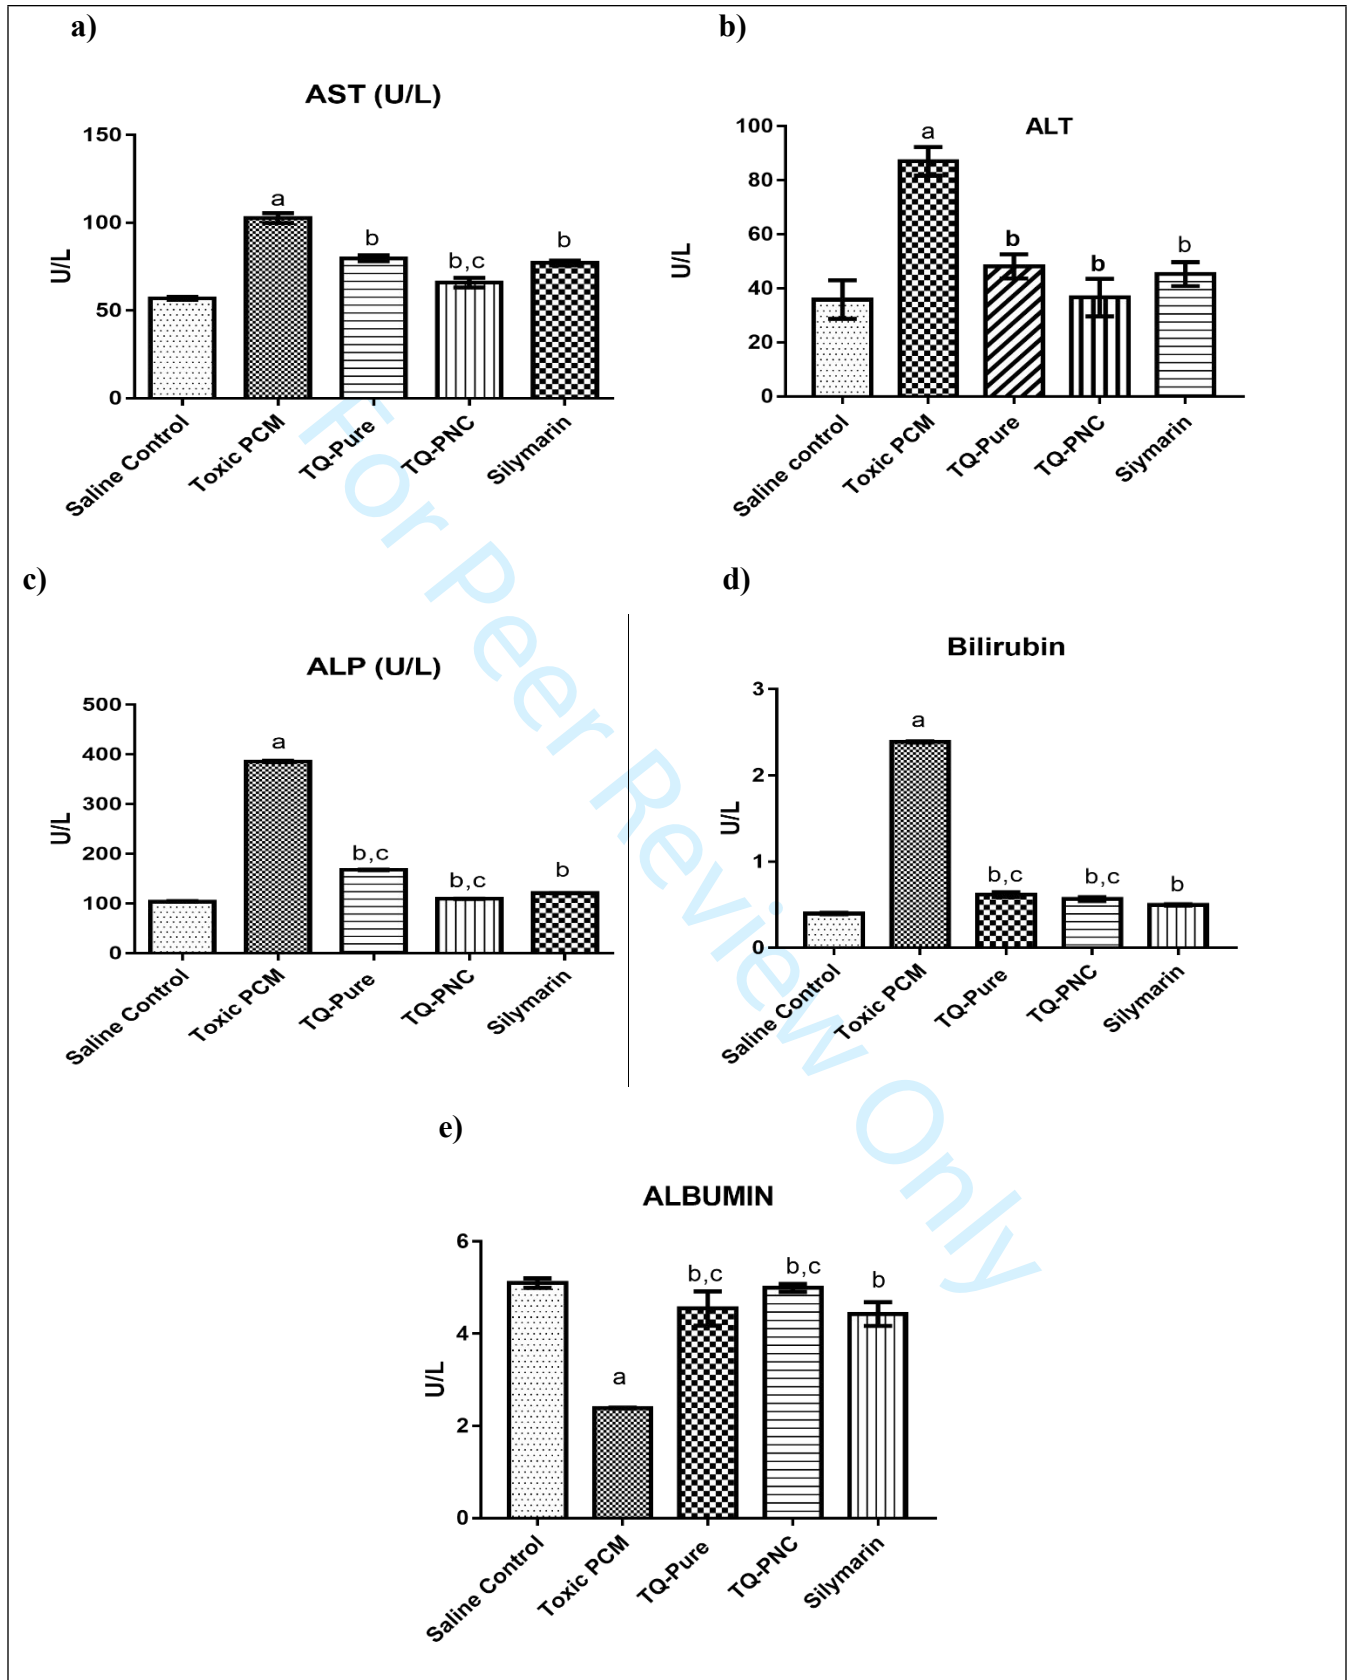 a)
AST (U/L)
150
100
50
0
U/L
a
b
b,c
b
Saline Control
Toxic PCM
TQ-Pure
TQ-PNC
Silymarin
b)
ALT
100
80
60
40
20
0
U/L
a
b
b
b
Saline control
Toxic PCM
TQ-Pure
TQ-PNC
Siymarin
c)
ALP (U/L)
500
400
300
200
100
0
U/L
a
b,c
b,c
b
Saline Control
Toxic PCM
TQ-Pure
TQ-PNC
Silymarin
d)
Bilirubin
3
2
1
0
U/L
a
b,c
b,c
b
Saline Control
Toxic PCM
TQ-Pure
TQ-PNC
Silymarin
e)
ALBUMIN
6
4
2
0
U/L
a
b,c
b,c
b
Saline Control
Toxic PCM
TQ-Pure
TQ-PNC
Silymarin
For Peer Review Only